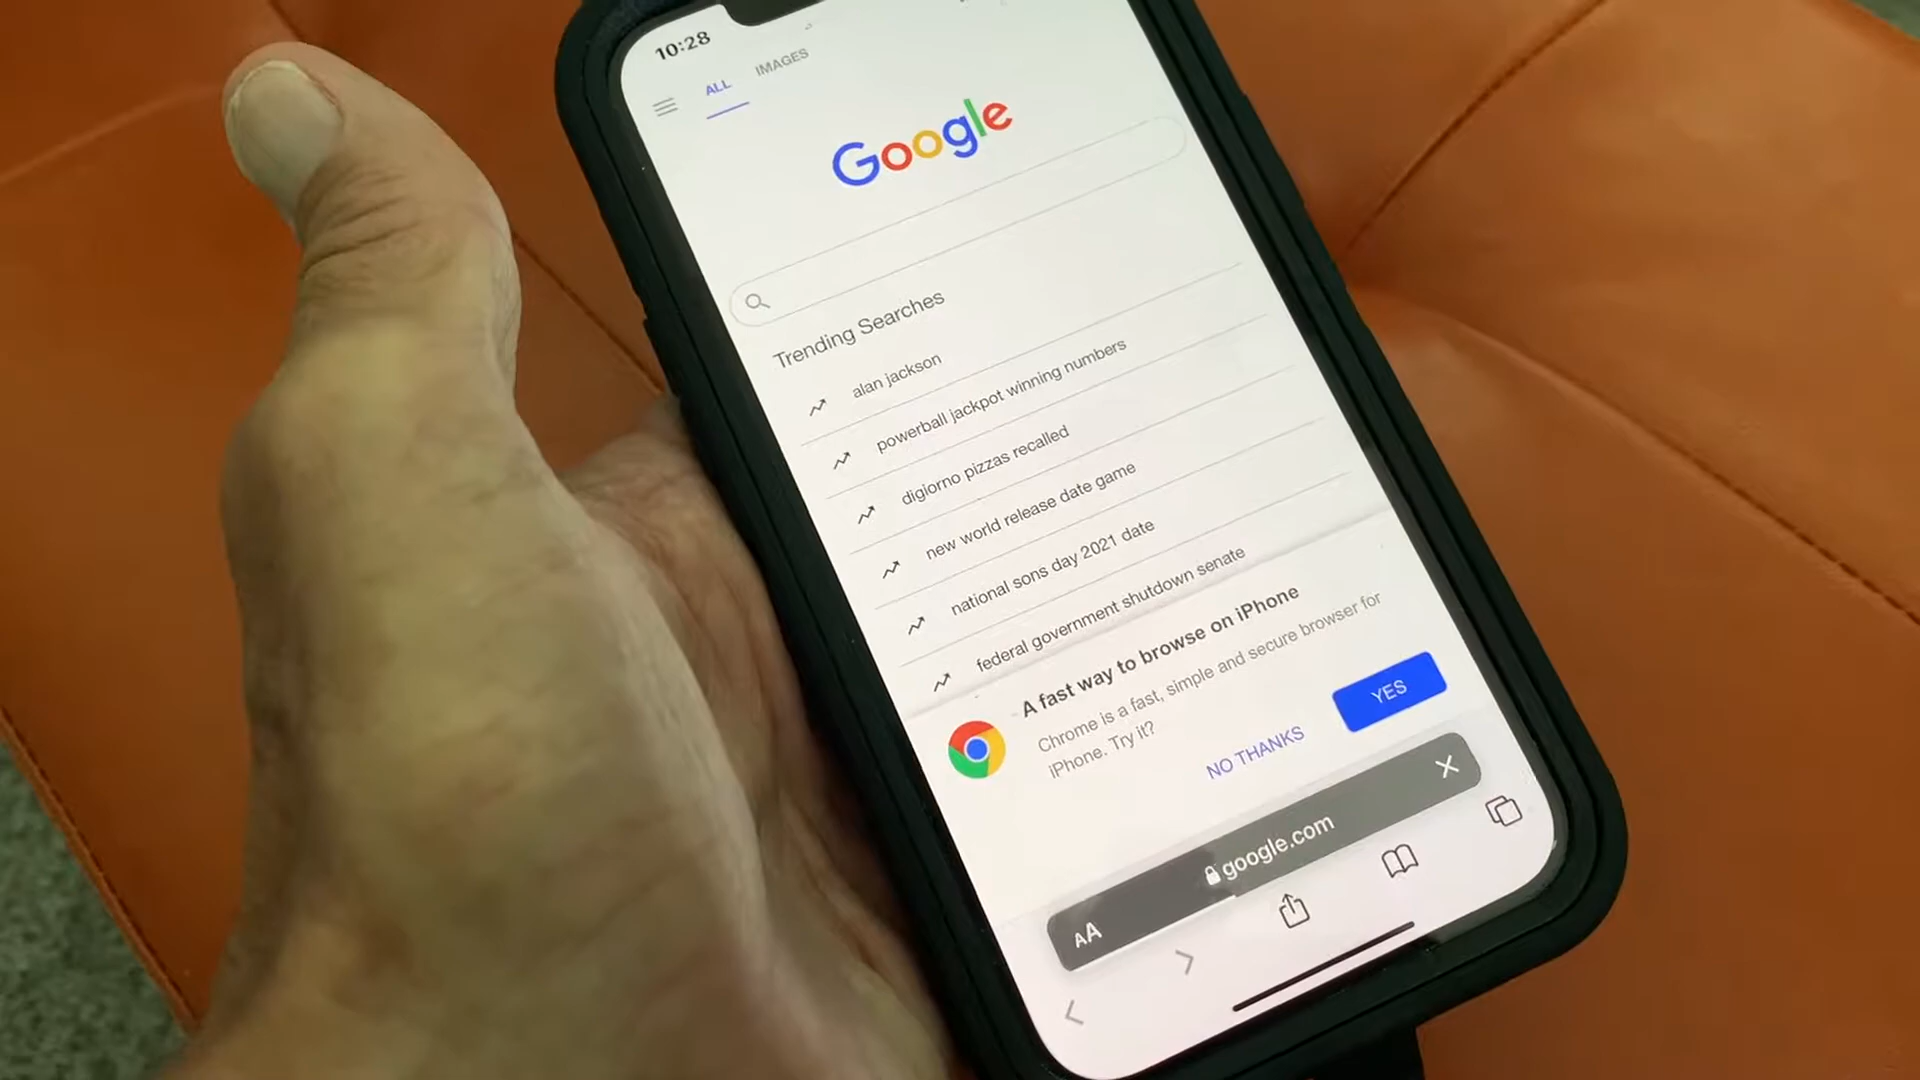 10:28
ALL IMAGES
Google
Trending Searches
alan jackson
powerball jackpot winning numbers
digiorno pizzas recalled
new world release date game
national sons day 2021 date
federal government shutdown senate
A fast way to browse on iPhone
Chrome is a fast, simple and secure browser for
iPhone. Try it?
NO THANKS YES
AA google.com